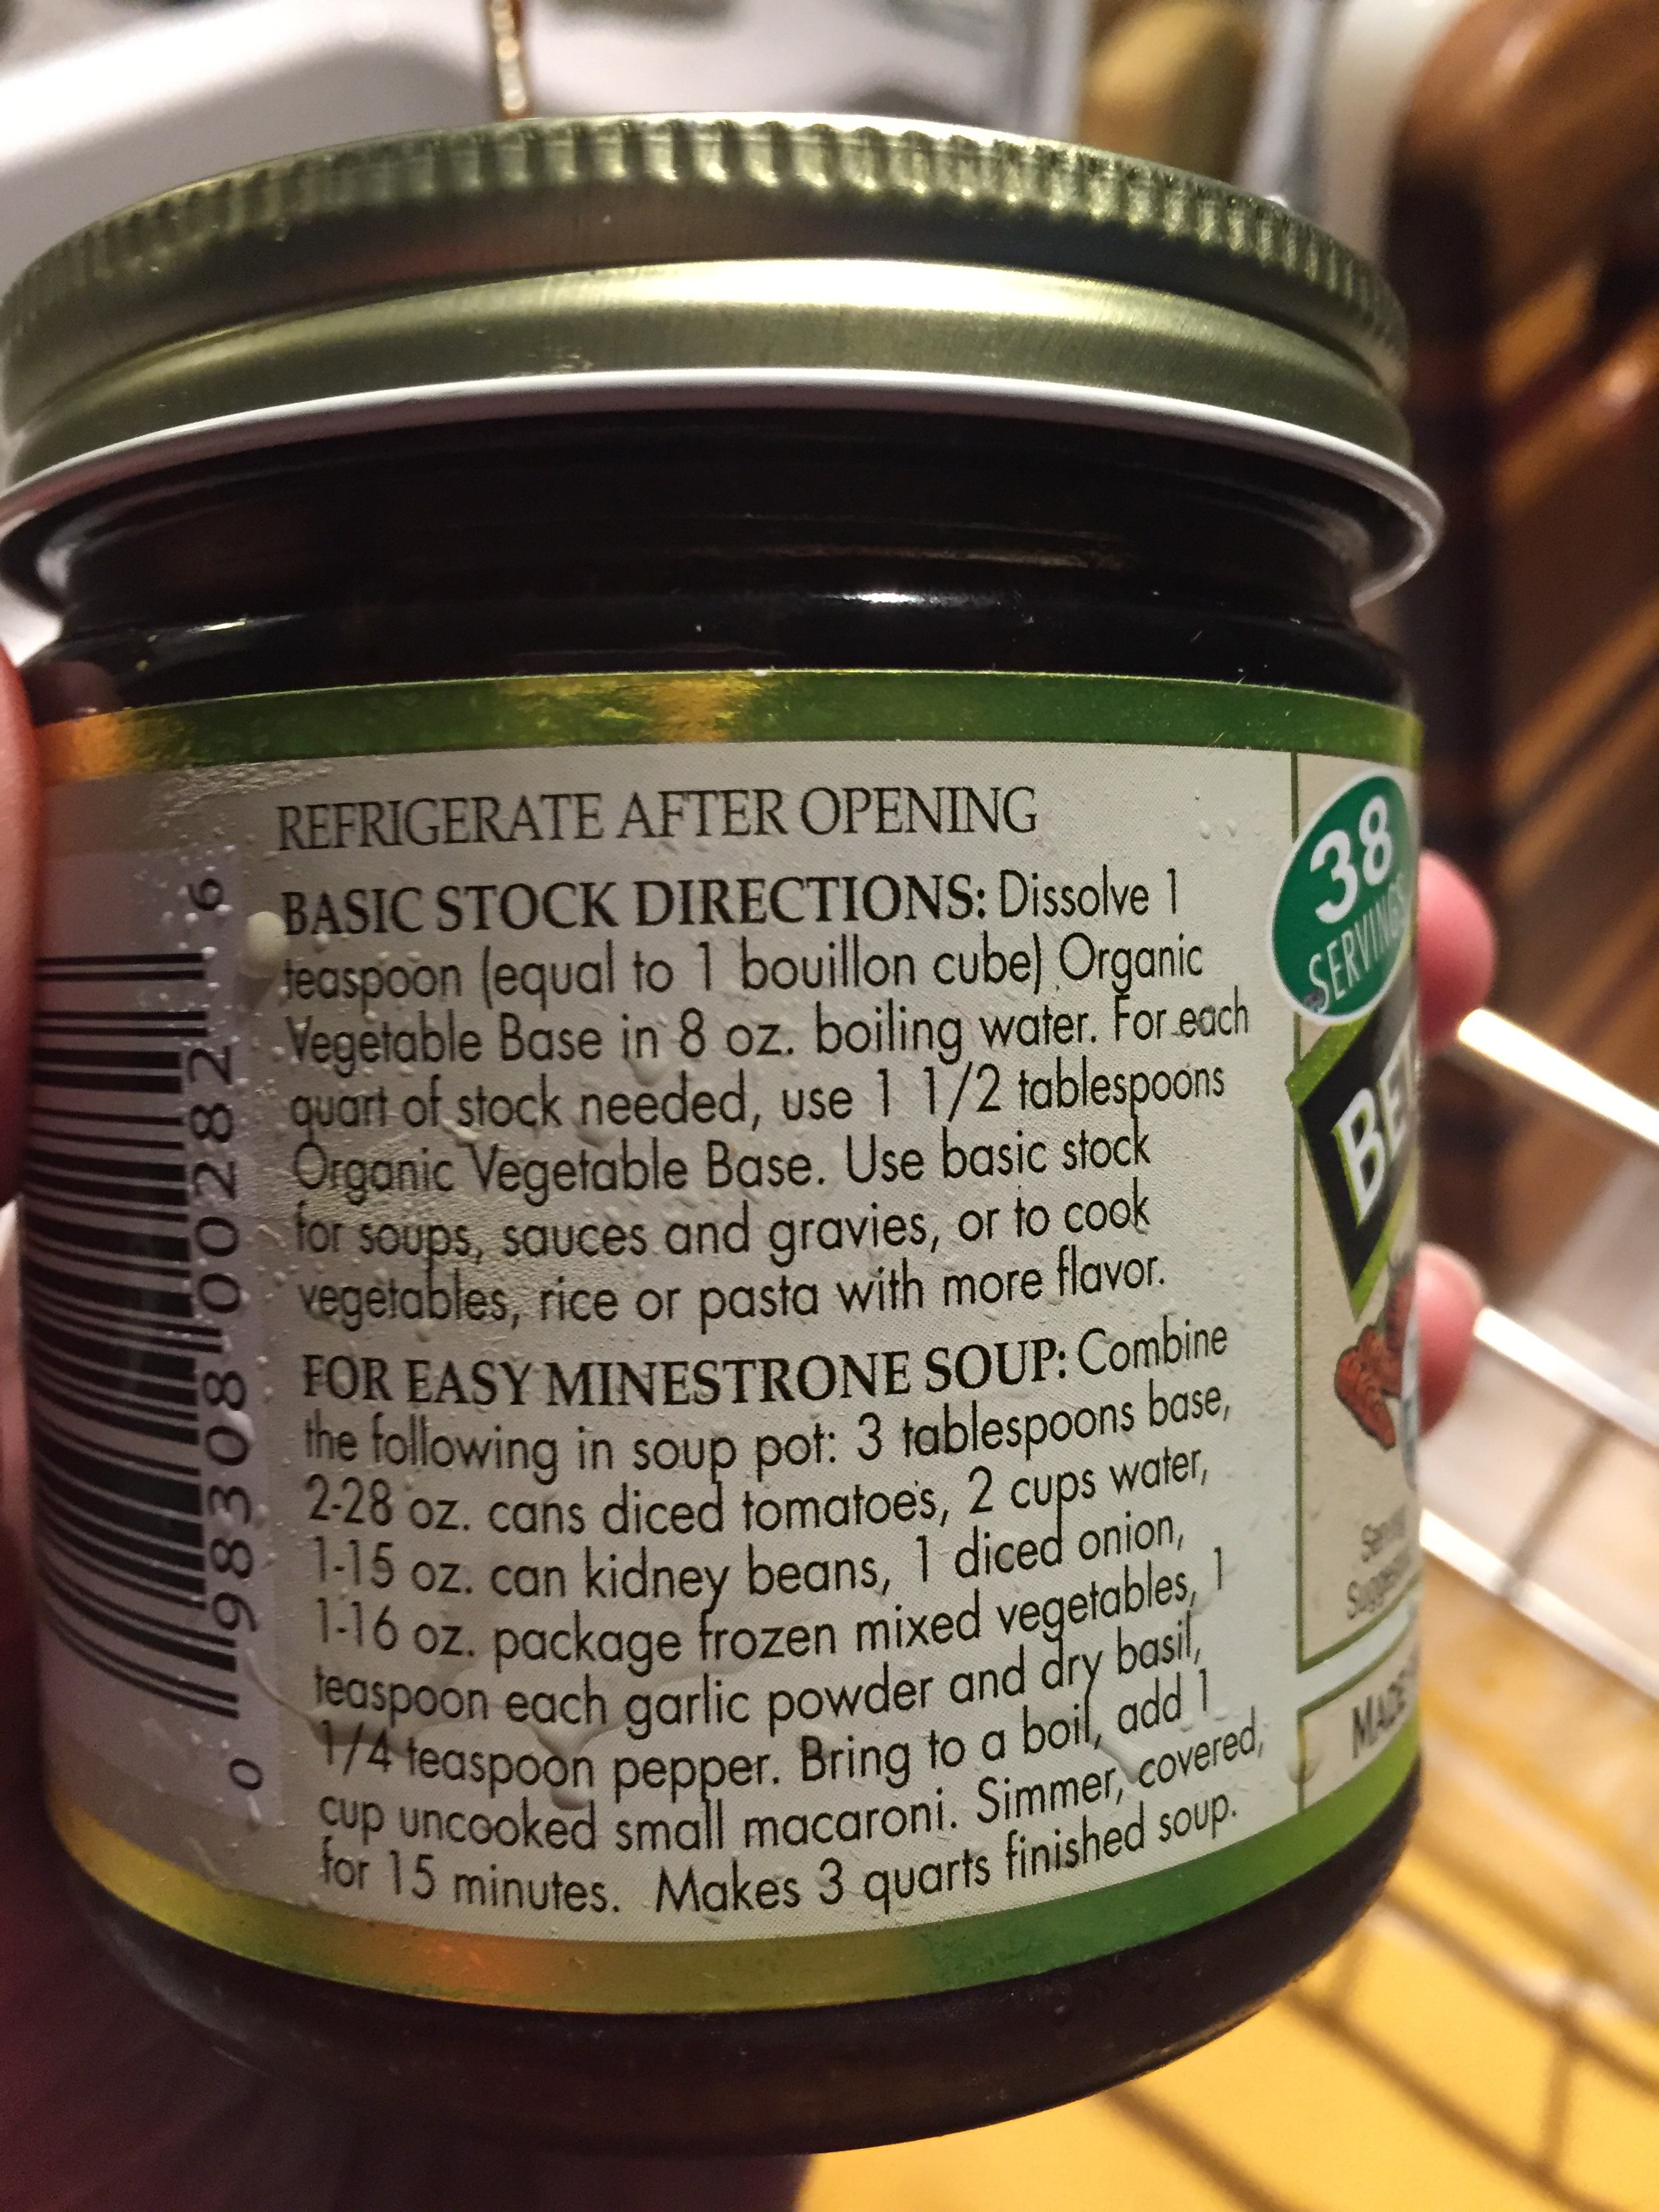 REFRIGERATE AFTER OPENING
BASIC STOCK DIRECTIONS: Dissolve 1
teaspoon (equal to 1 bouillon cube) Organic
Vegetable Base in 8 oz. boiling water. For each
quart of stock needed, use 1 1/2 tablespoons
Organic Vegetable Base. Use basic stock
for soups, sauces and gravies, or to cook
vegetables, rice or pasta with more flavor.
FOR EASY MINESTRONE SOUP: Combine
the following in soup pot: 3 tablespoons base,
2-28 oz. cans diced tomatoes, 2 cups water,
1-15 oz. can kidney beans, 1 diced onion,
1-16 oz. package frozen mixed vegetables, 1
teaspoon each garlic powder and dry basil,
1/4 teaspoon pepper. Bring to a boil, add 1
cup uncooked small macaroni. Simmer, covered,
for 15 minutes. Makes 3 quarts finished soup.
0 98308 00282 6
38
SERVINGS
BET
MADE